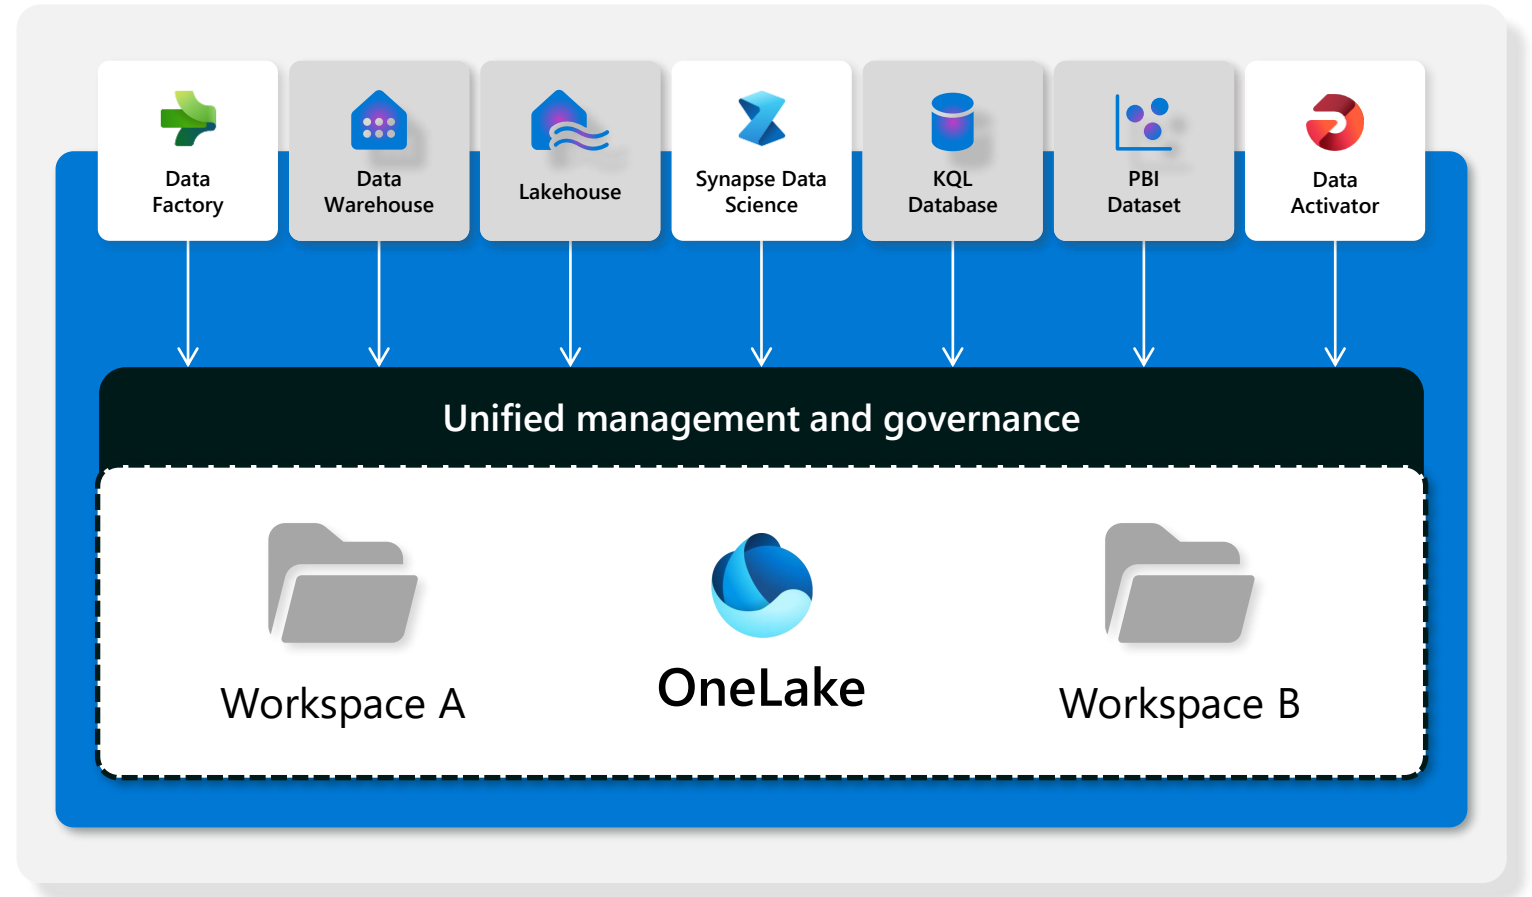 Data
Factory
Data
Warehouse
Lakehouse
Synapse Data
Science
KQL
Database
PBI
Dataset
Data
Activator
Unified management and governance
Workspace A
OneLake
Workspace B